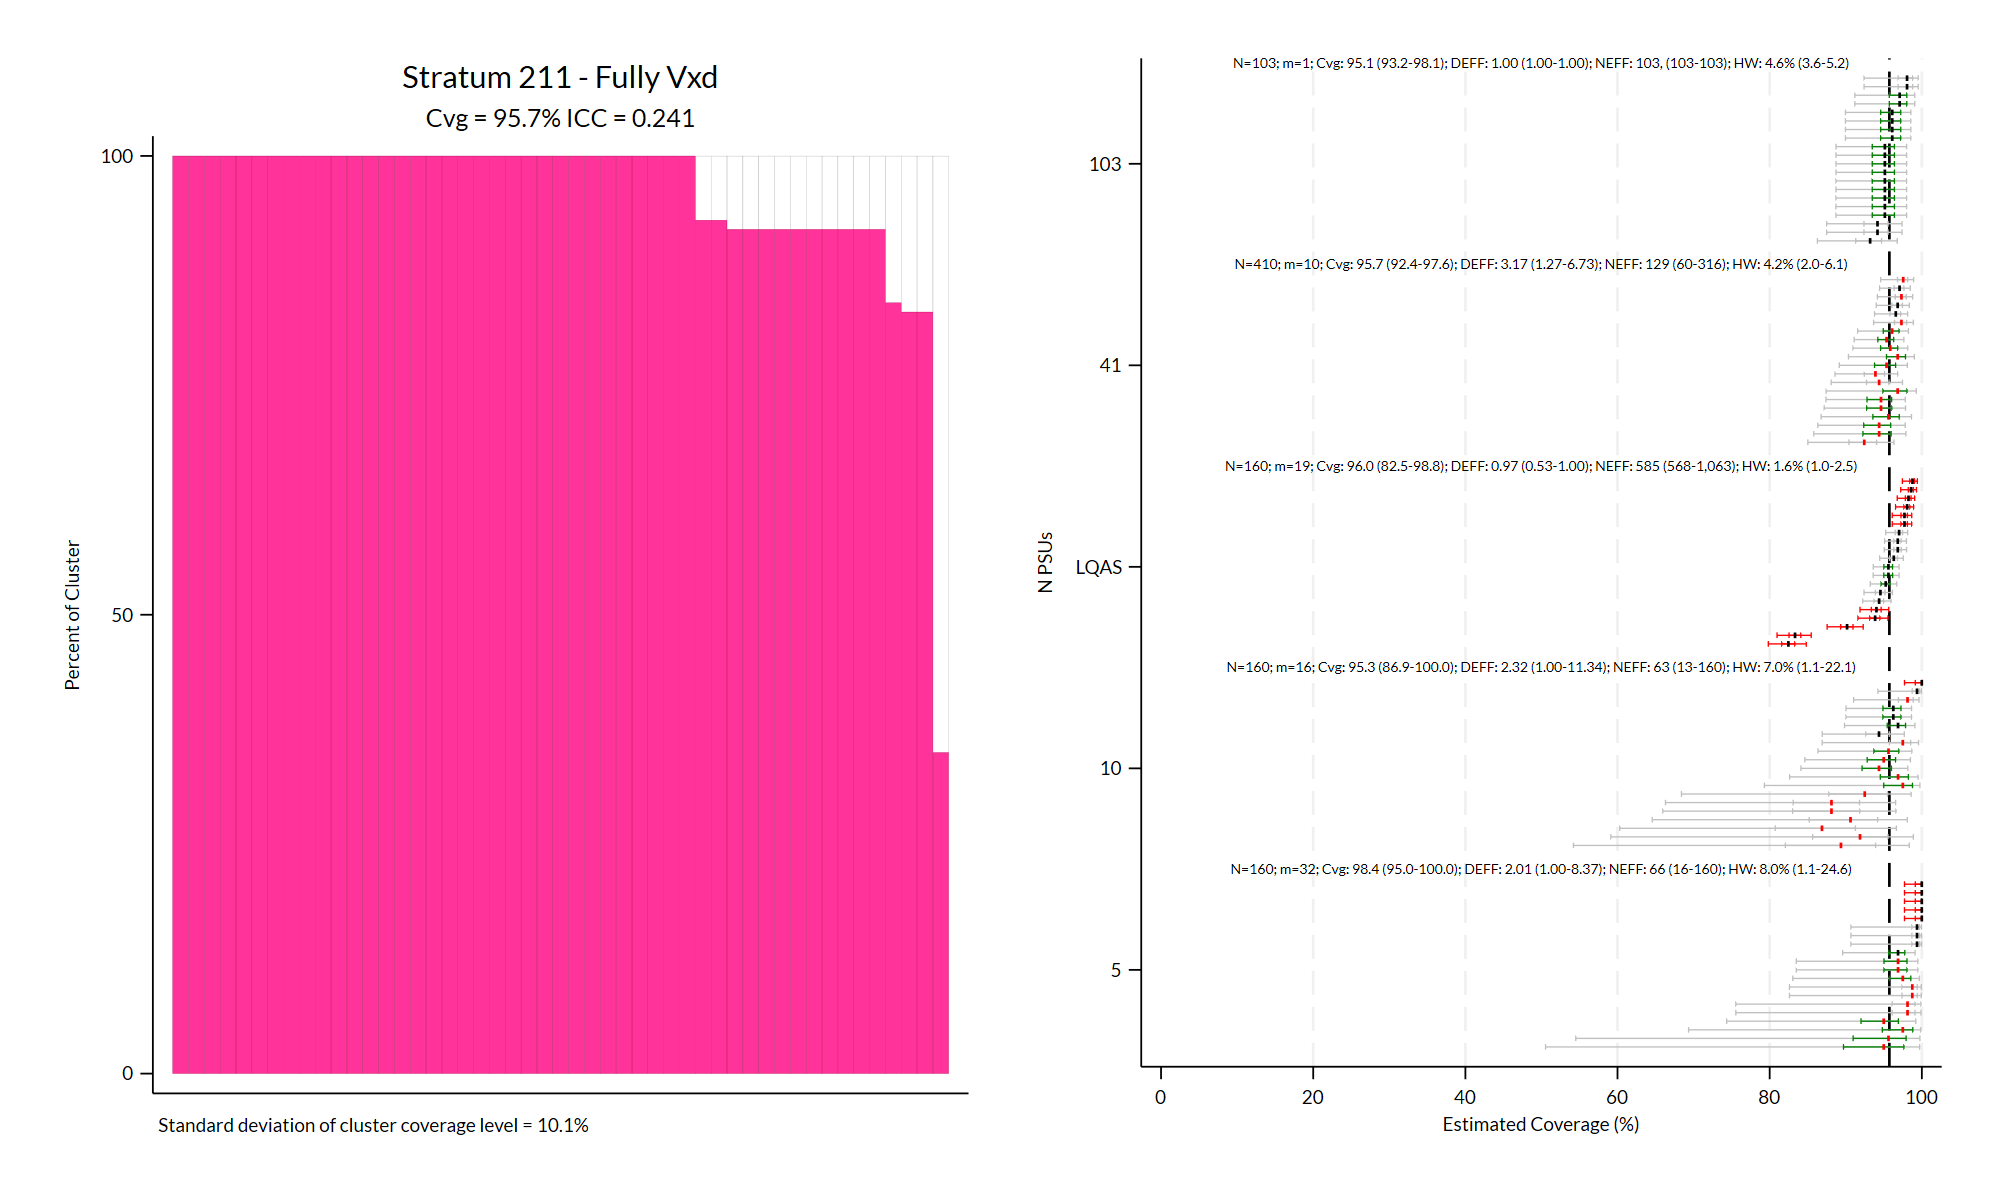 Stratum 211 - Fully Vxd
Cvg = 95.7% ICC = 0.241
Percent of Cluster
100
50
0
Standard deviation of cluster coverage level = 10.1%
N PSUs
N=103; m=1; Cvg: 95.1 (93.2-98.1); DEFF: 1.00 (1.00-1.00); NEFF: 103, (103-103); HW: 4.6% (3.6-5.2)
103
N=410; m=10; Cvg: 95.7 (92.4-97.6); DEFF: 3.17 (1.27-6.73); NEFF: 129 (60-316); HW: 4.2% (2.0-6.1)
41
N=160; m=19; Cvg: 96.0 (82.5-98.8); DEFF: 0.97 (0.53-1.00); NEFF: 585 (568-1,063); HW: 1.6% (1.0-2.5)
LQAS
N=160; m=16; Cvg: 95.3 (86.9-100.0); DEFF: 2.32 (1.00-11.34); NEFF: 63 (13-160); HW: 7.0% (1.1-22.1)
10
N=160; m=32; Cvg: 98.4 (95.0-100.0); DEFF: 2.01 (1.00-8.37); NEFF: 66 (16-160); HW: 8.0% (1.1-24.6)
5
0 20 40 60 80 100
Estimated Coverage (%)